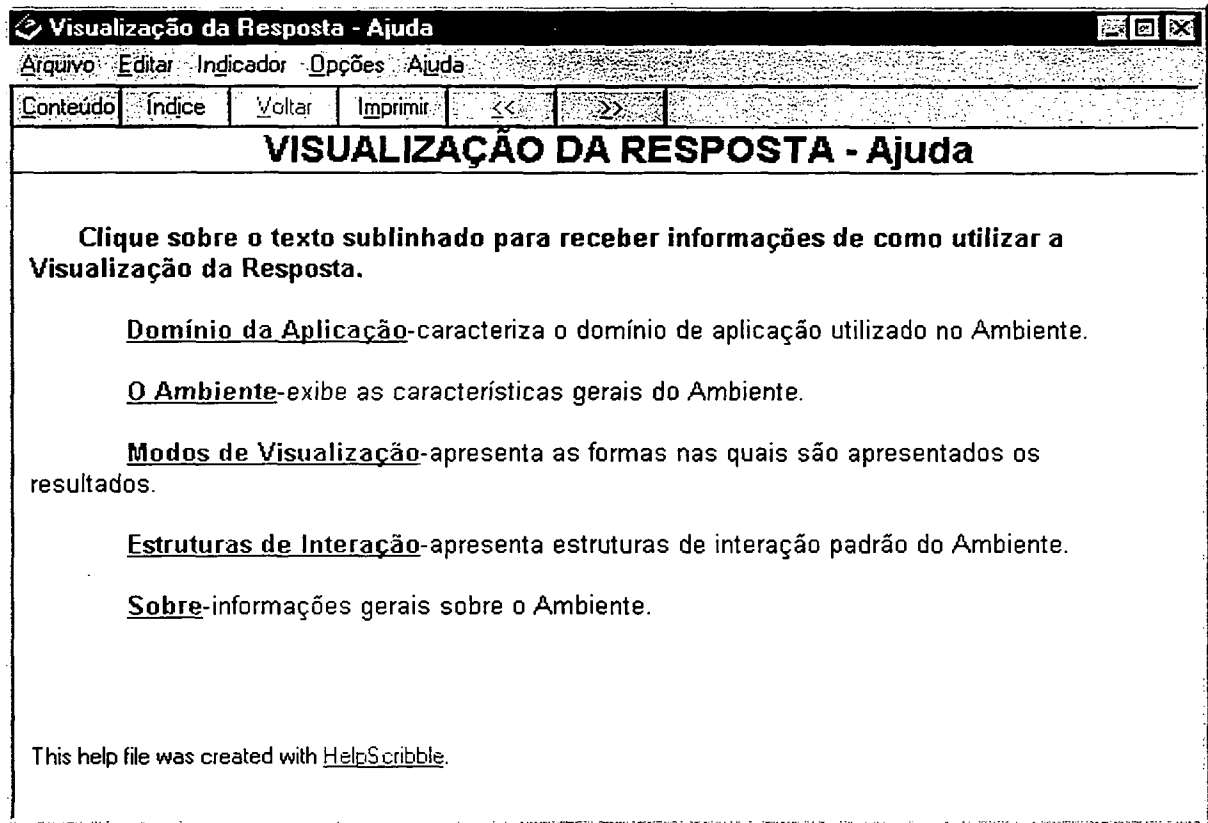 Visualização da Resposta - Ajuda
Arquivo Editar Indicador Opções Ajuda
Conteúdo Índice Voltar Imprimir << >>
VISUALIZAÇÃO DA RESPOSTA - Ajuda
Clique sobre o texto sublinhado para receber informações de como utilizar a
Visualização da Resposta.
Domínio da Aplicação-caracteriza o domínio de aplicação utilizado no Ambiente.
O Ambiente-exibe as características gerais do Ambiente.
Modos de Visualização-apresenta as formas nas quais são apresentados os
resultados.
Estruturas de Interação-apresenta estruturas de interação padrão do Ambiente.
Sobre-informações gerais sobre o Ambiente.
This help file was created with HelpScribble.